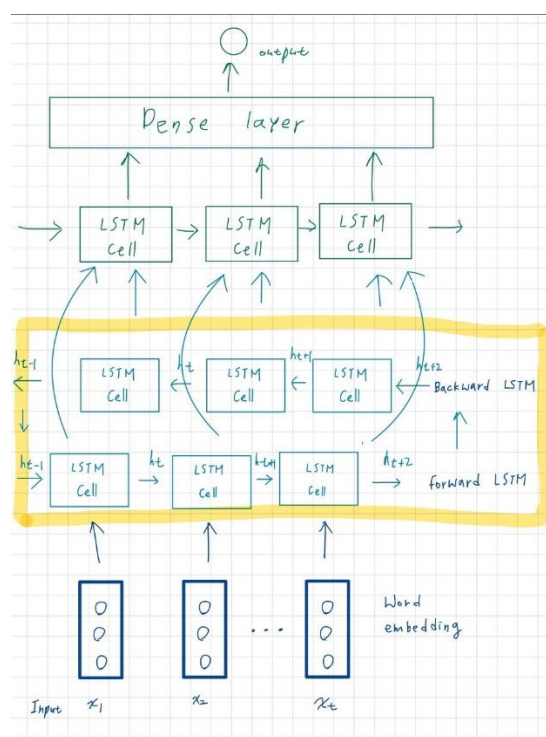 output
Dense layer
LSTM Cell
LSTM Cell
LSTM Cell
ht-1
LSTM Cell
ht
LSTM Cell
ht+1
LSTM Cell
ht+2
Backward LSTM
ht-1
LSTM Cell
ht
LSTM Cell
ht+1
LSTM Cell
ht+2
forward LSTM
Word
embedding
...
Input x1 x2 xt